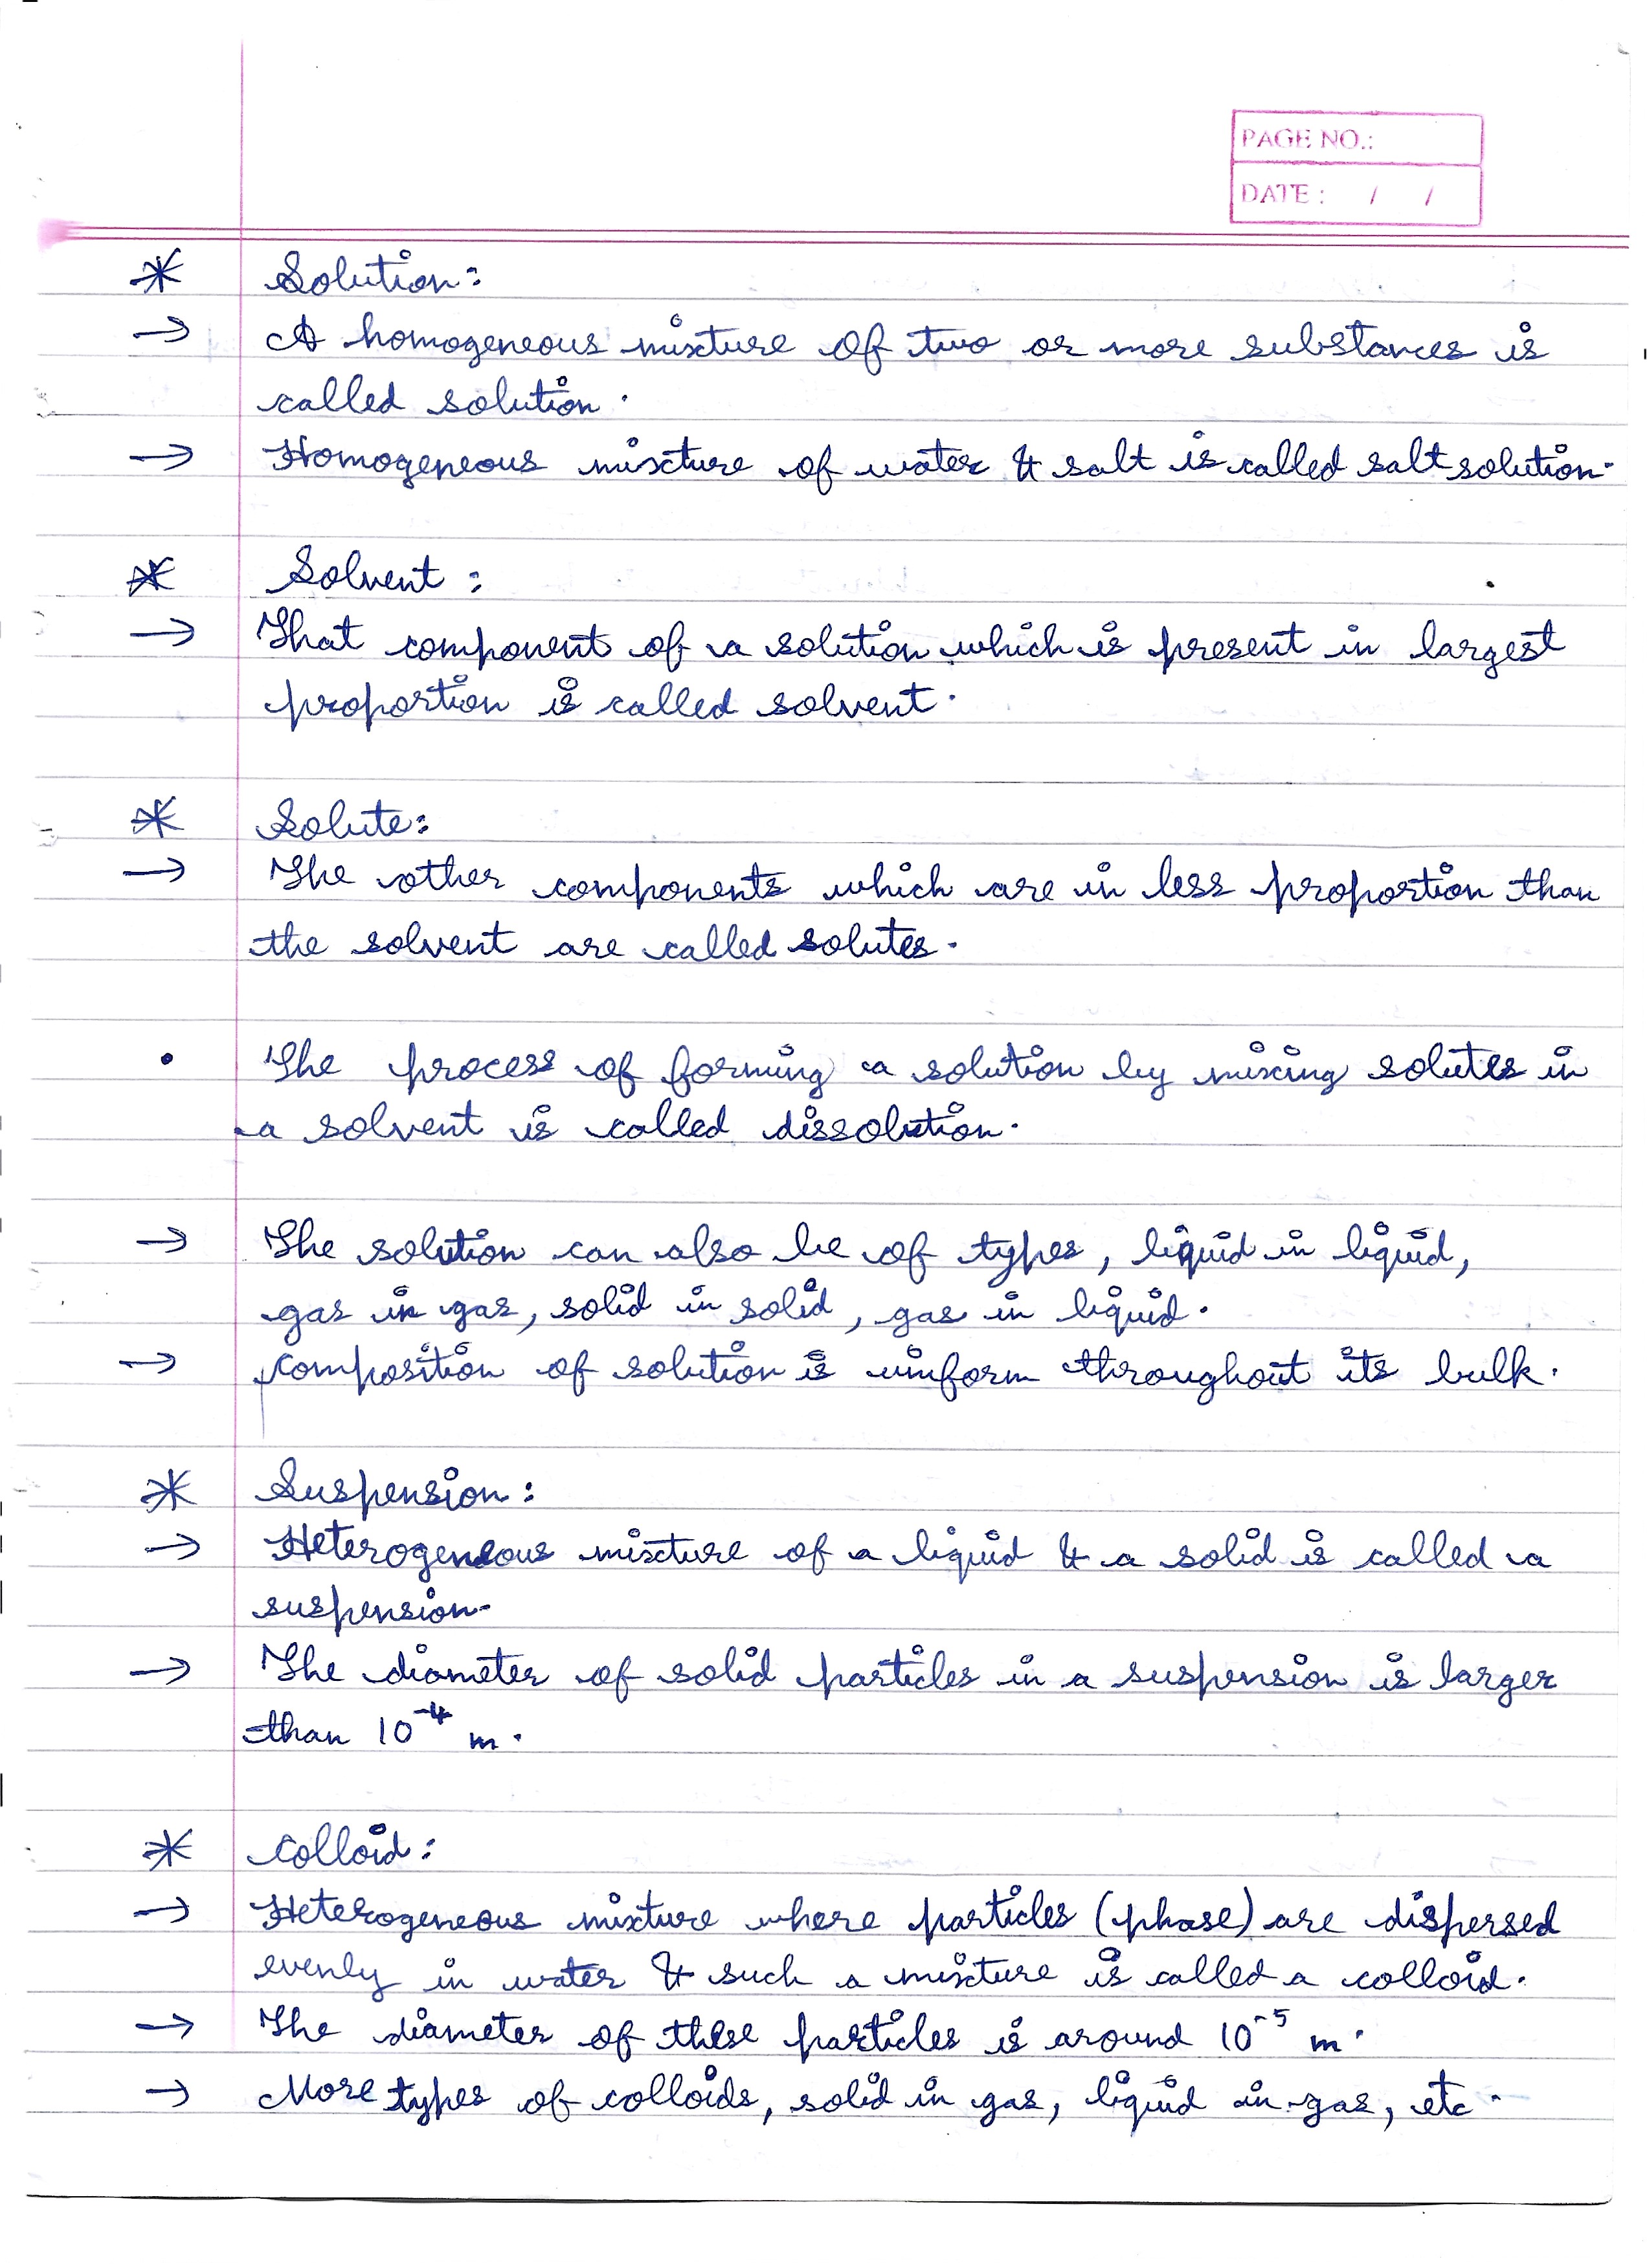 PAGE NO.:
DATE: / /
* Solution:
→ A homogeneous mixture of two or more substances is
called solution.
→ Homogeneous mixture of water & salt is called salt solution.
* Solvent:
→ That component of a solution which is present in largest
proportion is called solvent.
* Solute:
→ The other components which are in less proportion than
the solvent are called solutes.
• The process of forming a solution by mixing solutes in
a solvent is called dissolution.
→ The solution can also be of types, liquid in liquid,
gas in gas, solid in solid, gas in liquid.
→ Composition of solution is uniform throughout its bulk.
* Suspension:
→ Heterogeneous mixture of a liquid & a solid is called a
suspension.
→ The diameter of solid particles in a suspension is larger
than 10⁻⁴ m.
* Colloid:
→ Heterogeneous mixture where particles (phase) are dispersed
evenly in water & such a mixture is called a colloid.
→ The diameter of these particles is around 10⁻⁵ m.
→ More types of colloids, solid in gas, liquid in gas, etc.